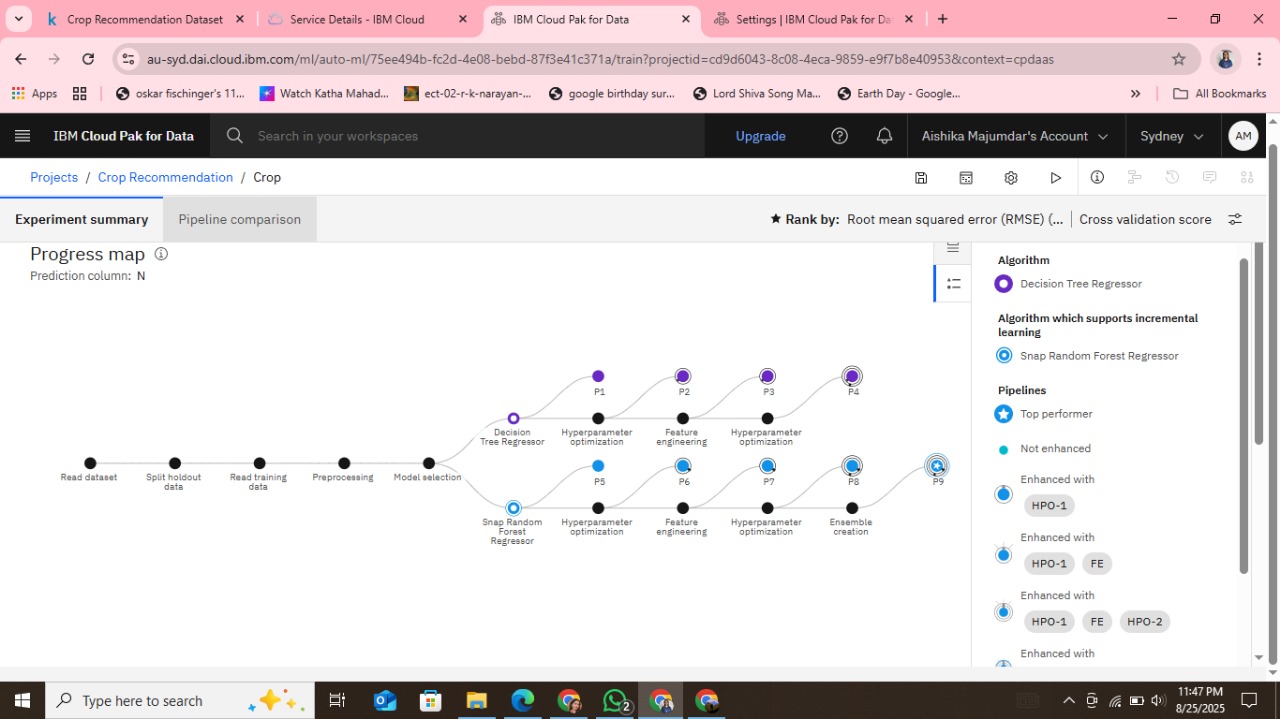 Crop Recommendation Dataset
Service Details - IBM Cloud
IBM Cloud Pak for Data
Settings | IBM Cloud Pak for Da
au-syd.dai.cloud.ibm.com/ml/auto-ml/75ee494b-fc2d-4e08-bebd-87f3e41c371a/train?projectid=cd9d6043-8c08-4eca-9859-e9f7b8e40953&context=cpdaas
Apps
oskar fischinger's 11...
Watch Katha Mahad...
ect-02-r-k-narayan-...
google birthday sur...
Lord Shiva Song Ma...
Earth Day - Google...
All Bookmarks
IBM Cloud Pak for Data
Search in your workspaces
Upgrade
Aishika Majumdar's Account
Sydney
AM
Projects / Crop Recommendation / Crop
Experiment summary
Pipeline comparison
Rank by: Root mean squared error (RMSE) (... | Cross validation score
Progress map
Prediction column: N
P1
P2
P3
P4
Decision
Tree Regressor
Hyperparameter
optimization
Feature
engineering
Hyperparameter
optimization
Read dataset
Split holdout
data
Read training
data
Preprocessing
Model selection
P5
P6
P7
P8
P9
Snap Random
Forest
Regressor
Hyperparameter
optimization
Feature
engineering
Hyperparameter
optimization
Ensemble
creation
Algorithm
Decision Tree Regressor
Algorithm which supports incremental
learning
Snap Random Forest Regressor
Pipelines
Top performer
Not enhanced
Enhanced with
HPO-1
Enhanced with
HPO-1 FE
Enhanced with
HPO-1 FE HPO-2
Enhanced with
Type here to search
2
11:47 PM
8/25/2025